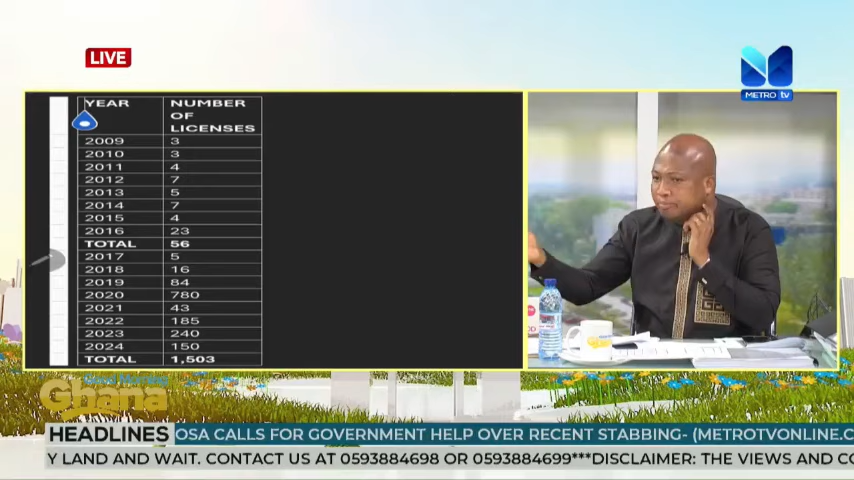 LIVE
METRO tv
YEAR NUMBER OF LICENSES
2009 3
2010 3
2011 4
2012 7
2013 5
2014 7
2015 4
2016 23
TOTAL 56
2017 5
2018 16
2019 84
2020 780
2021 43
2022 185
2023 240
2024 150
TOTAL 1,503
Good Morning
Ghana
HEADLINES OSA CALLS FOR GOVERNMENT HELP OVER RECENT STABBING- (METROTVONLINE.C
Y LAND AND WAIT. CONTACT US AT 0593884698 OR 0593884699***DISCLAIMER: THE VIEWS AND CO